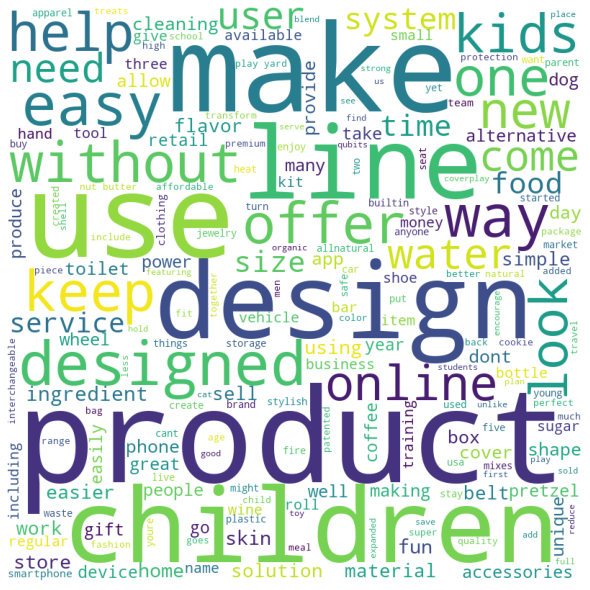 apparel treats blend school
cleaning give user available
high play yard
system small
place
kids
help make
three
protection strong us yet see want parent
need
allow
provide
dog
one new
easy
hand tool
transform find team
flavor take time alternative
buy
serve premium qubits
retail
heat
many
without line come
enjoy
two seat coverplay
food
produce created shell nut butter include affordable
clothing kit builtin style money anyone started package
use offer way
turn
jewelry organic allnatural
market
day
toilet power
size app water simple
shoe
piece featuring
men car safe better natural added
keep design look
fit together
bar
color put encourage
item
service wheel
vehicle
hold
things storage
year using dont
back cookie travel
interchangeable less
designed online
business
students bottle
ingredient
cat sell
plan young
bag create brand stylish
used unlike perfect
product
range
cant
age
good
patented coffee training box
five much
sugar
including easily phone great
fire
usa mixes play sold
cover shape
first
children
easier people
live
might child
well making belt pretzel
stay
waste
plastic roll
expanded
save
reduce
work gift wine
go skin fun
super add unique
regular fashion youre
goes toy
quality
store device home
name
meal
solution material accessories
full
smartphone